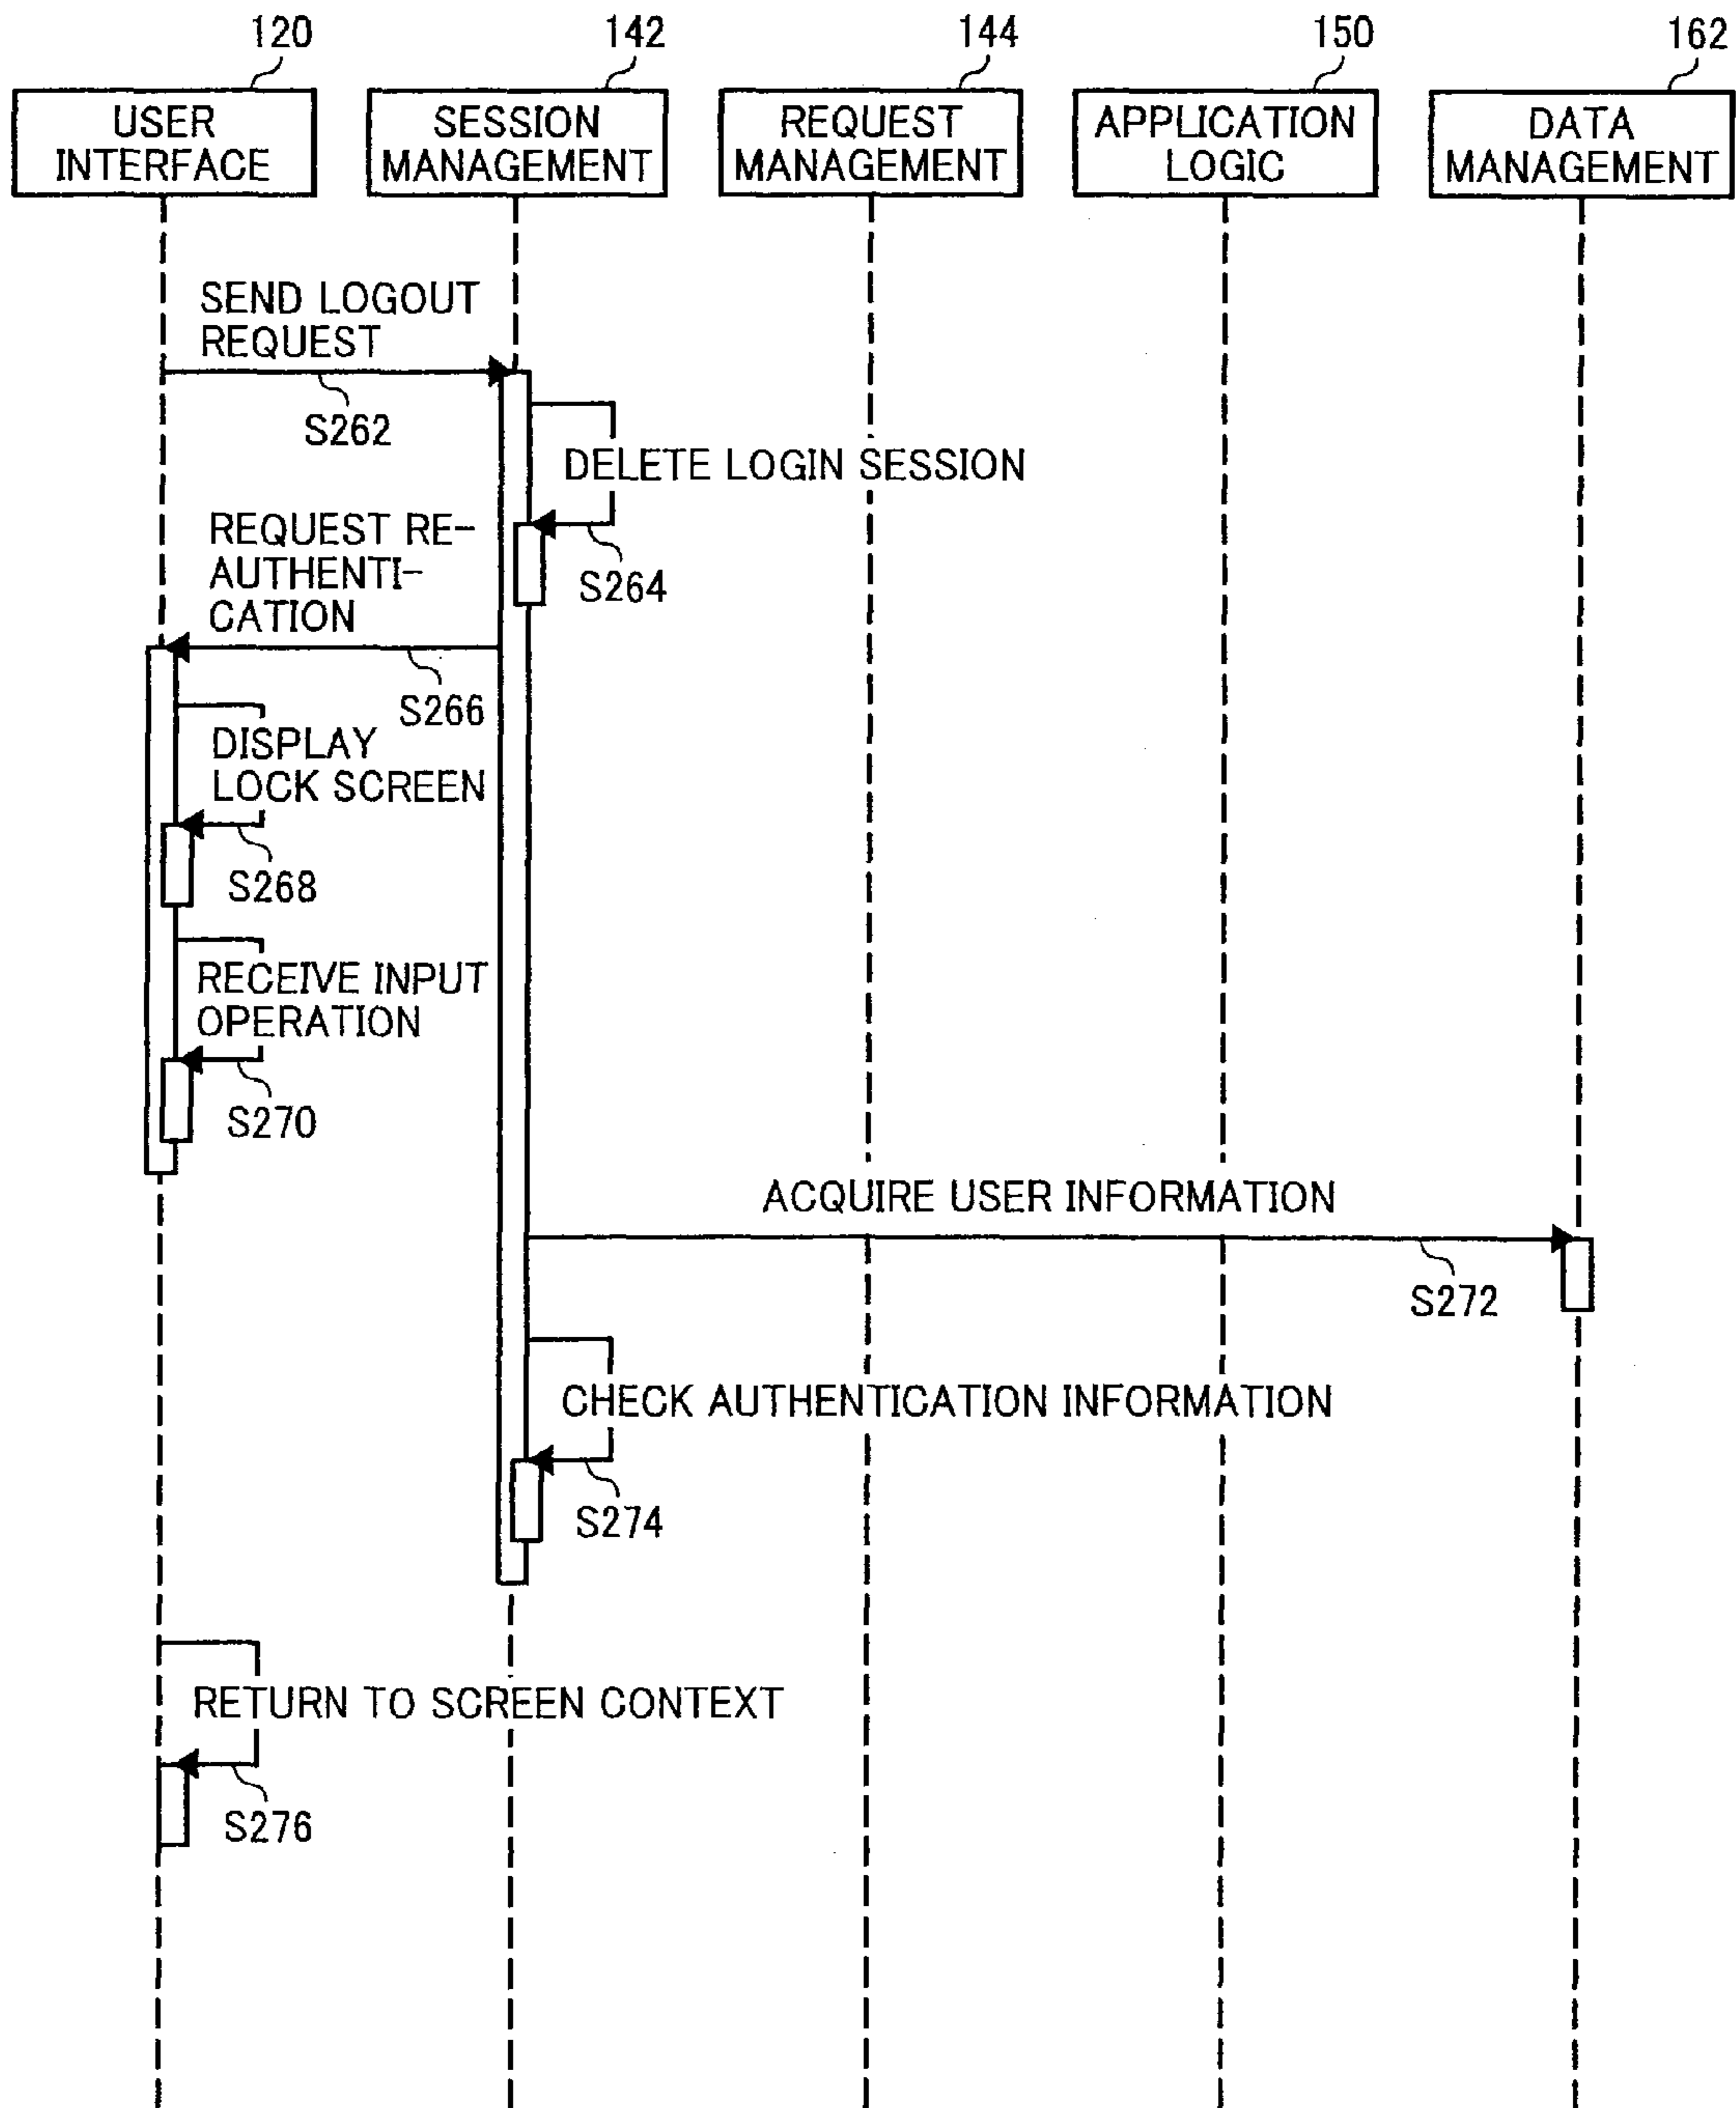 120
142
144
150
162
USER
INTERFACE
SESSION
MANAGEMENT
REQUEST
MANAGEMENT
APPLICATION
LOGIC
DATA
MANAGEMENT
SEND LOGOUT
REQUEST
S262
DELETE LOGIN SESSION
S264
REQUEST RE-
AUTHENTI-
CATION
S266
DISPLAY
LOCK SCREEN
S268
RECEIVE INPUT
OPERATION
S270
ACQUIRE USER INFORMATION
S272
CHECK AUTHENTICATION INFORMATION
S274
RETURN TO SCREEN CONTEXT
S276